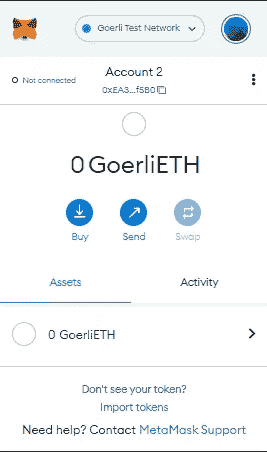 Goerli Test Network
Not connected
Account 2
0xEA3...f5B0
0 GoerliETH
Buy Send Swap
Assets Activity
0 GoerliETH
Don't see your token?
Import tokens
Need help? Contact MetaMask Support